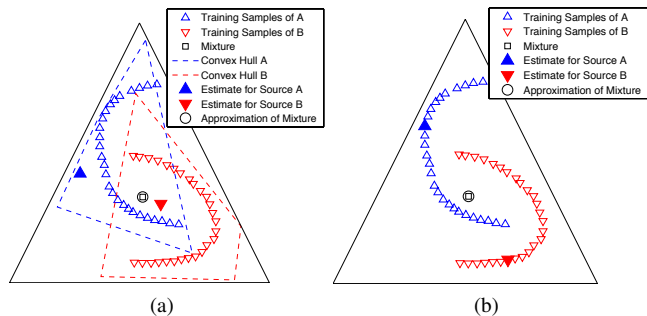 Training Samples of A
Training Samples of B
Mixture
Convex Hull A
Convex Hull B
Estimate for Source A
Estimate for Source B
Approximation of Mixture
(a)
Training Samples of A
Training Samples of B
Mixture
Estimate for Source A
Estimate for Source B
Approximation of Mixture
(b)